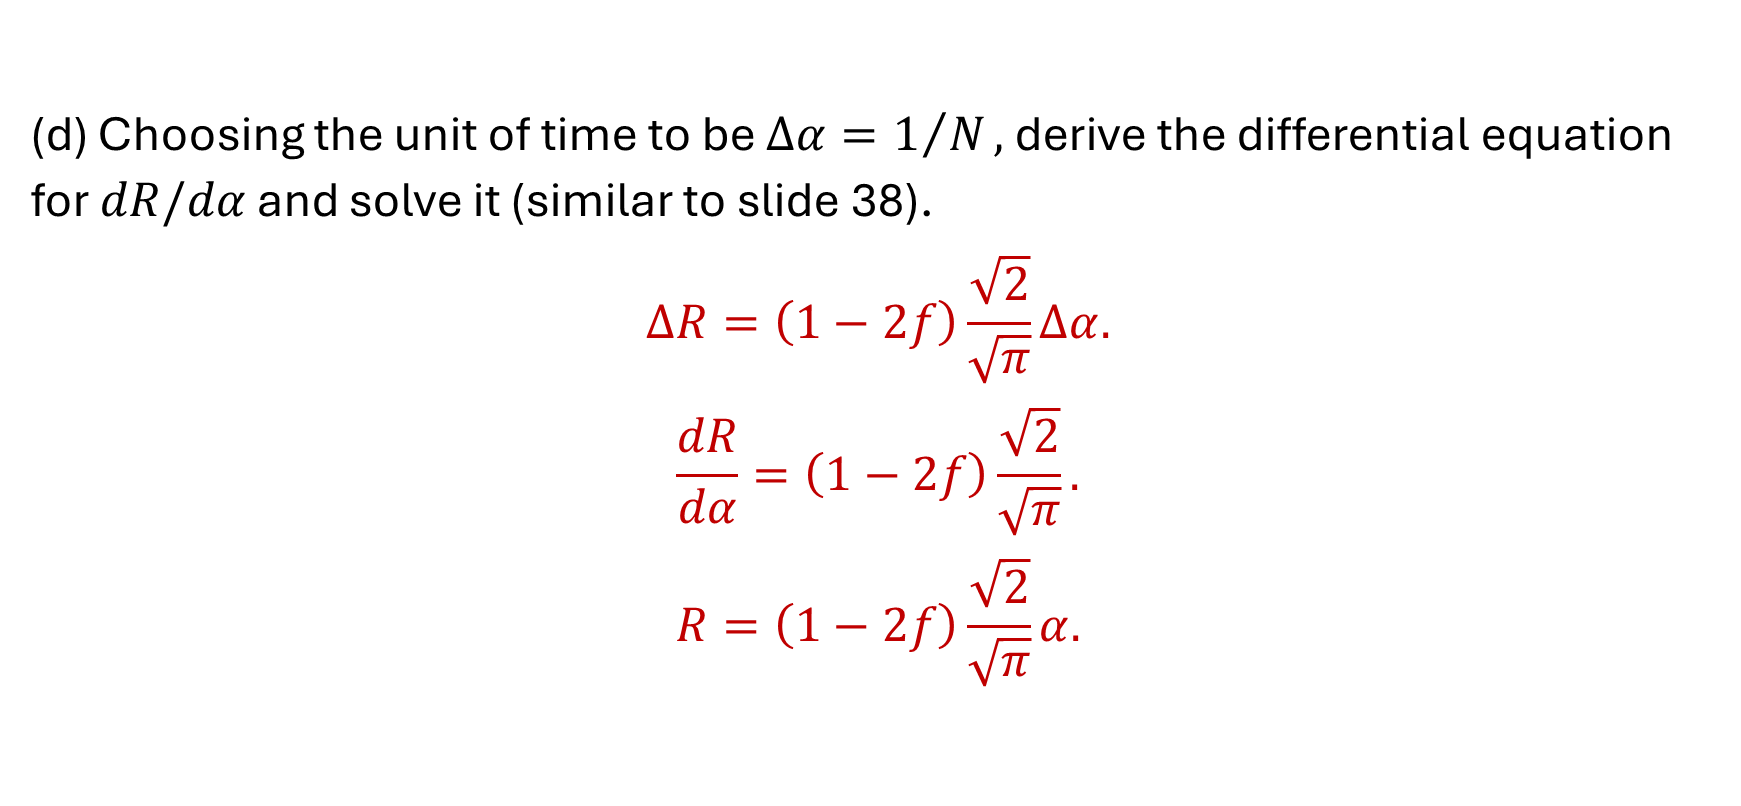 (d) Choosing the unit of time to be Δα = 1/N , derive the differential equation
for dR/dα and solve it (similar to slide 38).
ΔR = (1 − 2f) √2/√π Δα.
dR/dα = (1 − 2f) √2/√π .
R = (1 − 2f) √2/√π α.